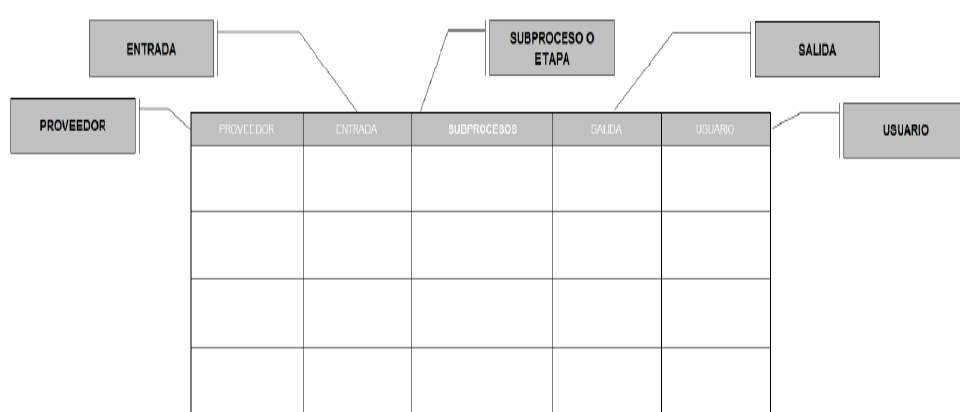 ENTRADA
SUBPROCESO O
ETAPA
SALIDA
PROVEEDOR
USUARIO
PROVEEDOR ENTRADA SUBPROCESOS SALIDA USUARIO